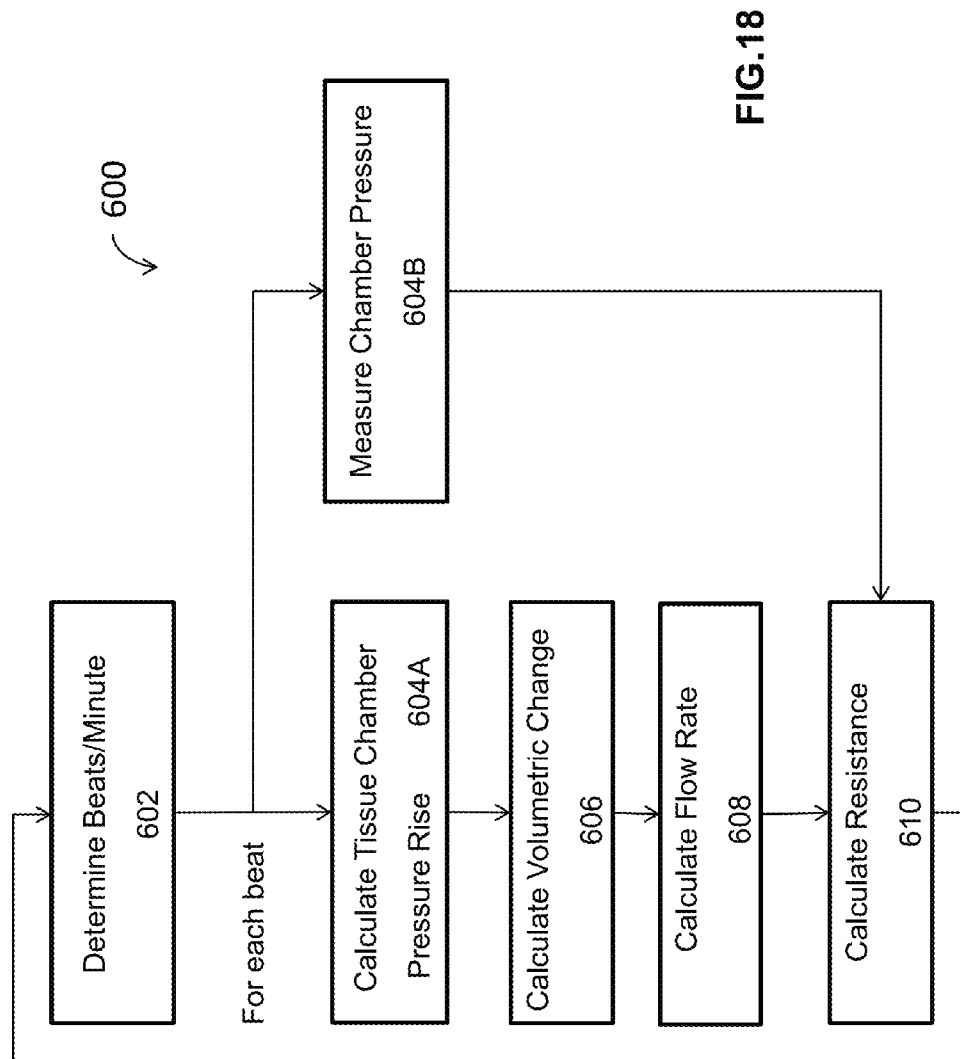 600
Determine Beats/Minute
602
For each beat
Calculate Tissue Chamber
Pressure Rise 604A
Measure Chamber Pressure
604B
Calculate Volumetric Change
606
Calculate Flow Rate
608
Calculate Resistance
610
FIG.18